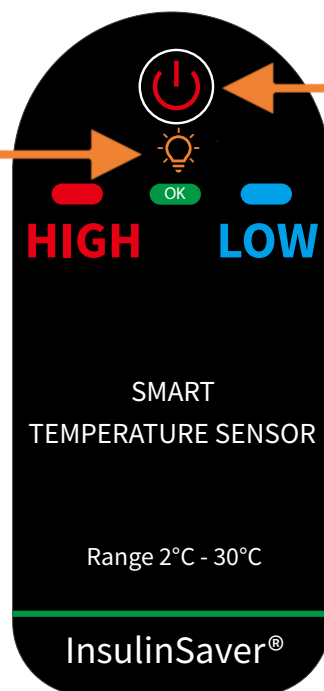 OK
HIGH LOW
SMART
TEMPERATURE SENSOR
Range 2°C - 30°C
InsulinSaver®